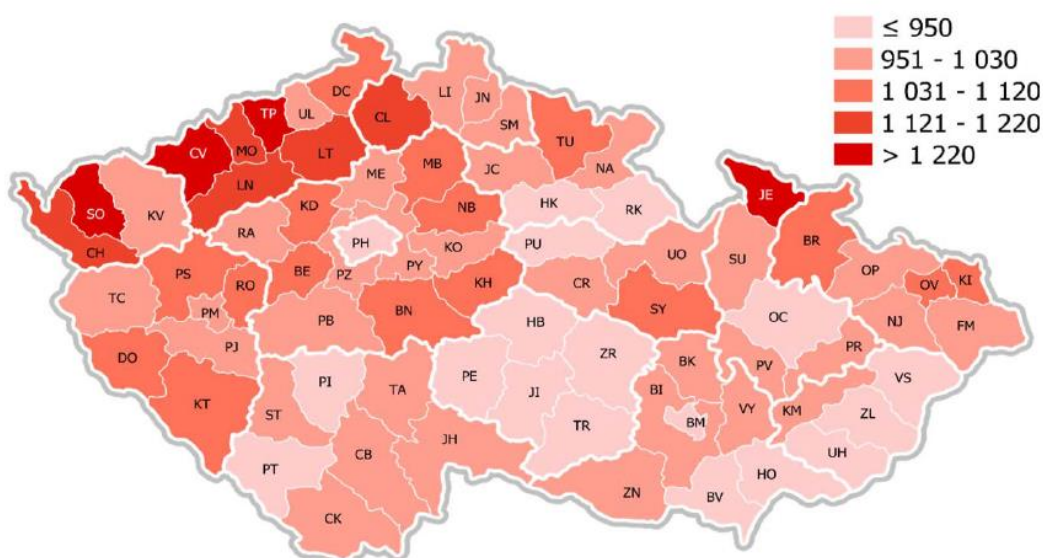 ≤ 950
951 - 1 030
1 031 - 1 120
1 121 - 1 220
> 1 220
DC
LI
JN
TP
UL
CL
SM
TU
CV
MO
LT
MB
JC
NA
ME
LN
SO
KV
KD
NB
HK
RK
JE
RA
PH
KO
PU
BR
CH
PS
BE
PZ
PY
UO
SU
OP
TC
RO
KH
CR
OV
KI
PM
PB
BN
SY
OC
NJ
FM
DO
PJ
HB
ZR
PR
PI
TA
PE
BK
PV
VS
KT
ST
JI
BI
VY
KM
ZL
BM
TR
CB
JH
UH
PT
HO
ZN
BV
CK